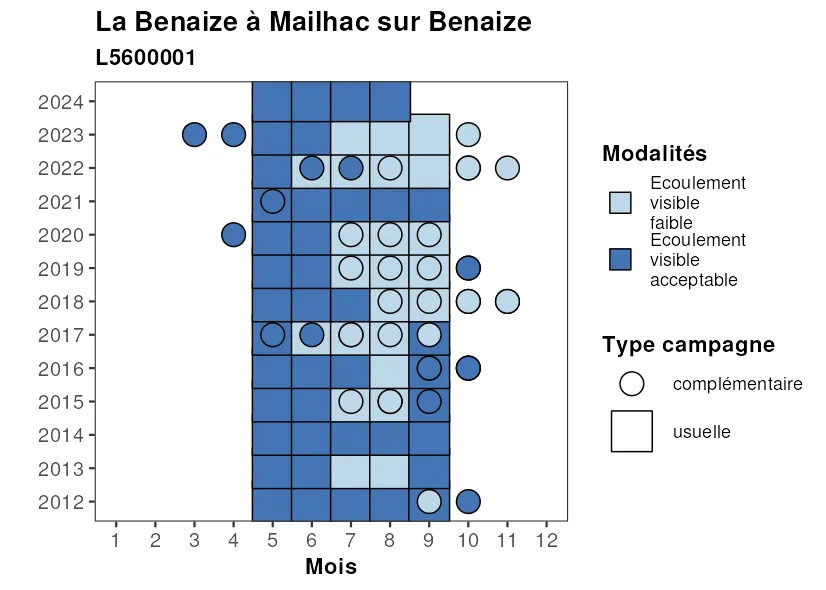 La Benaize à Mailhac sur Benaize
L5600001
2024
2023
2022
2021
2020
2019
2018
2017
2016
2015
2014
2013
2012
1 2 3 4 5 6 7 8 9 10 11 12
Mois
Modalités
Ecoulement
visible
faible
Ecoulement
visible
acceptable
Type campagne
complémentaire
usuelle